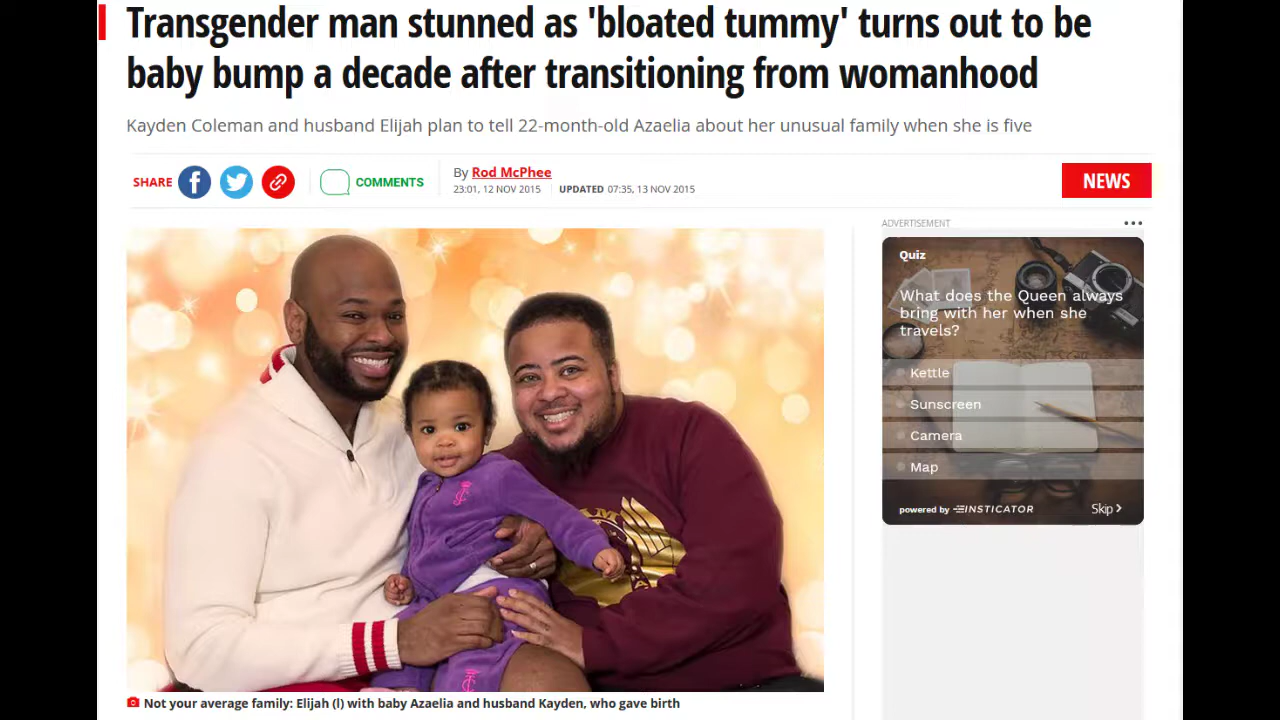 Transgender man stunned as 'bloated tummy' turns out to be
baby bump a decade after transitioning from womanhood
Kayden Coleman and husband Elijah plan to tell 22-month-old Azaelia about her unusual family when she is five
SHARE
COMMENTS
By Rod McPhee
23:01, 12 NOV 2015 UPDATED 07:35, 13 NOV 2015
NEWS
ADVERTISEMENT
Quiz
What does the Queen always
bring with her when she
travels?
Kettle
Sunscreen
Camera
Map
powered by INSTICATOR
Skip
Not your average family: Elijah (l) with baby Azaelia and husband Kayden, who gave birth